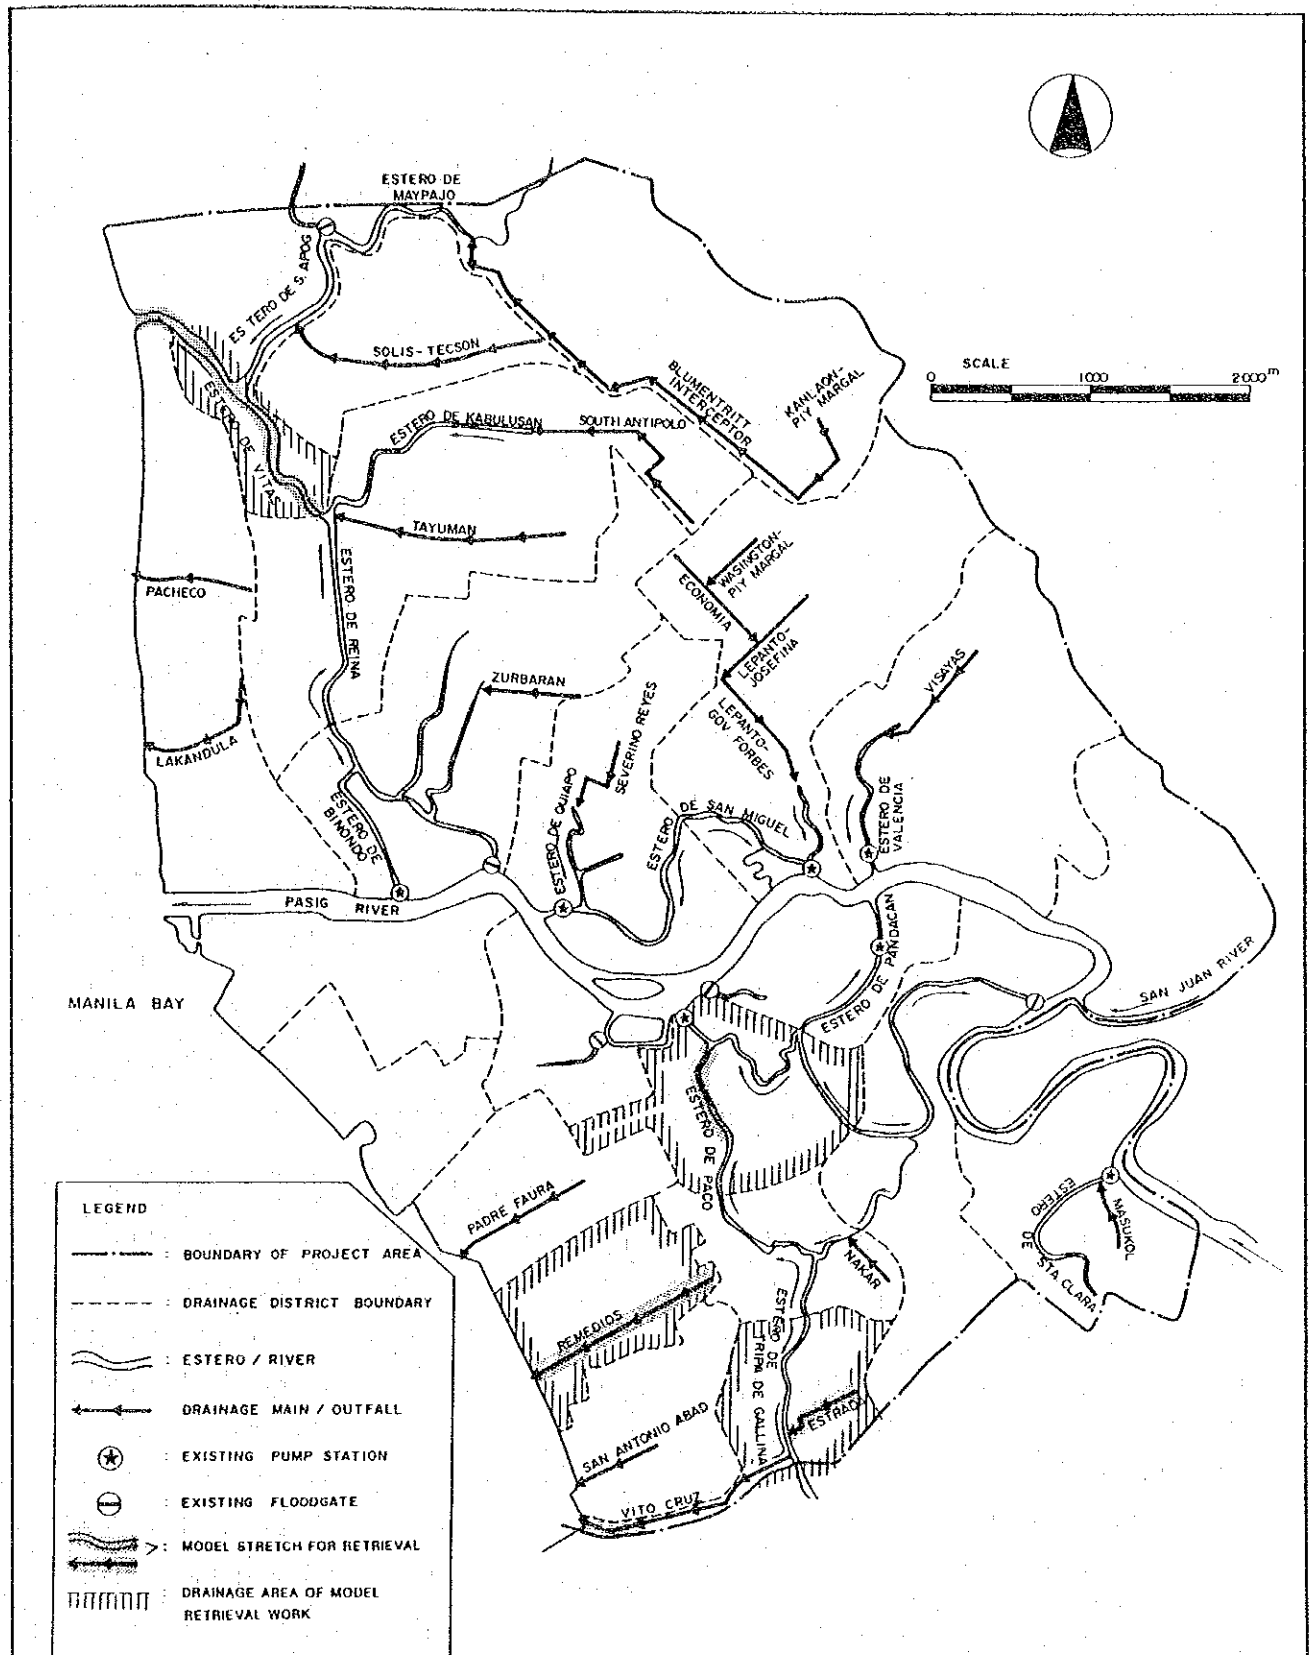 ESTERO DE
MAYPAJO
ESTERO DE S. APOG
SCALE
0 1000 2000m
SOLIS-TECSON
BLUMENTRITT
INTERCEPTOR
KANLAON-
PIY MARGAL
ESTERO DE VITAS
ESTERO DE KABULUSAN
SOUTH ANTIPOLO
TAYUMAN
WASINGTON-
PIY MARGAL
ECONOMIA
PACHECO
ESTERO DE REINA
LEPANTO-
JOSEFINA
VISAYAS
ZURBARAN
SEVERINO REYES
LEPANTO-
GOV FORBES
LAKANDULA
ESTERO DE
BINONDO
ESTERO DE QUIAPO
ESTERO DE SAN MIGUEL
ESTERO DE
VALENCIA
PASIG RIVER
ESTERO DE PANDACAN
SAN JUAN RIVER
MANILA BAY
ESTERO DE PACO
PADRE FAURA
NAKAR
ESTERO DE STA. CLARA
MASUKOL
REMEDIOS
ESTERO DE
TRIPA DE GALLINA
ESTRADA
SAN ANTONIO ABAD
VITO CRUZ
LEGEND
: BOUNDARY OF PROJECT AREA
: DRAINAGE DISTRICT BOUNDARY
: ESTERO / RIVER
: DRAINAGE MAIN / OUTFALL
: EXISTING PUMP STATION
: EXISTING FLOODGATE
: MODEL STRETCH FOR RETRIEVAL
: DRAINAGE AREA OF MODEL
RETRIEVAL WORK